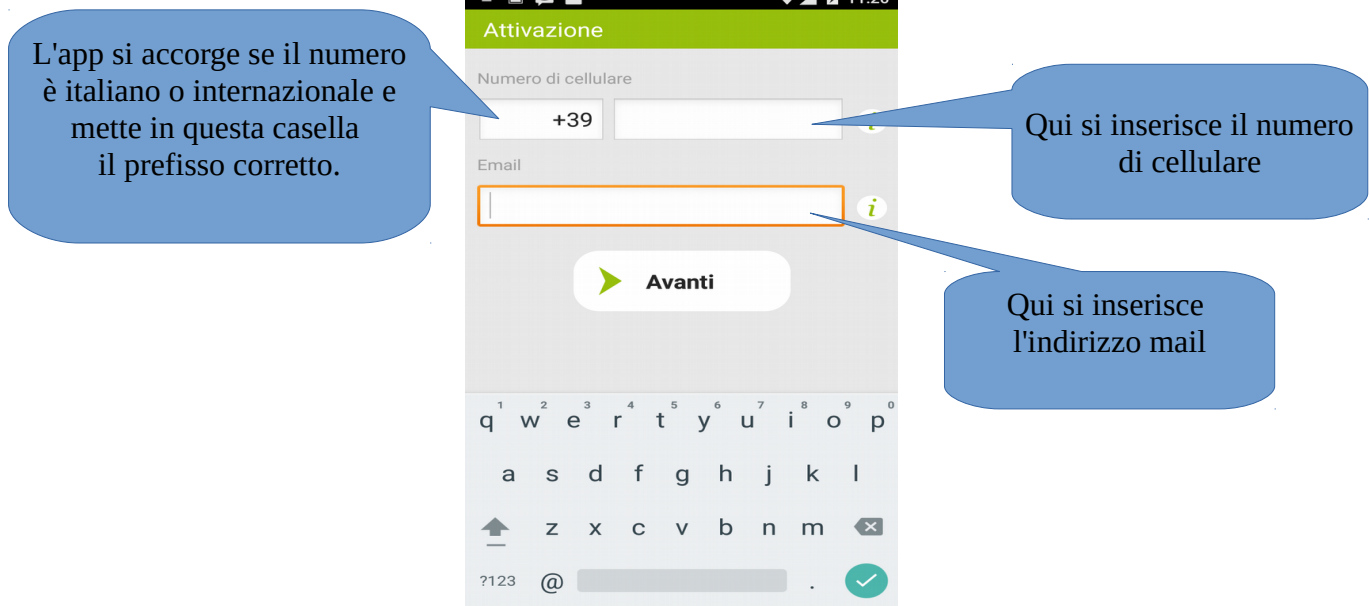 11:20
Attivazione
L'app si accorge se il numero
è italiano o internazionale e
mette in questa casella
il prefisso corretto.
Numero di cellulare
+39
i
Qui si inserisce il numero
di cellulare
Email
i
Avanti
Qui si inserisce
l'indirizzo mail
1 2 3 4 5 6 7 8 9 0
q w e r t y u i o p
a s d f g h j k l
z x c v b n m
?123 @ .